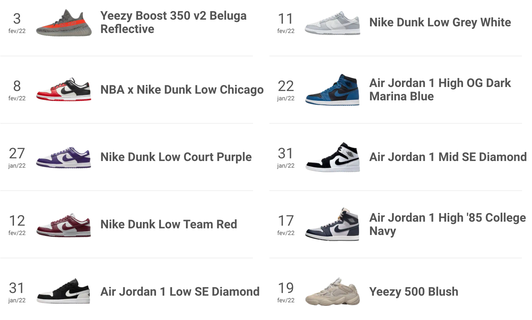 3
fev/22
Yeezy Boost 350 v2 Beluga
Reflective
11
fev/22
Nike Dunk Low Grey White
8
fev/22
NBA x Nike Dunk Low Chicago
22
jan/22
Air Jordan 1 High OG Dark
Marina Blue
27
jan/22
Nike Dunk Low Court Purple
31
jan/22
Air Jordan 1 Mid SE Diamond
12
fev/22
Nike Dunk Low Team Red
17
fev/22
Air Jordan 1 High '85 College
Navy
31
jan/22
Air Jordan 1 Low SE Diamond
19
fev/22
Yeezy 500 Blush